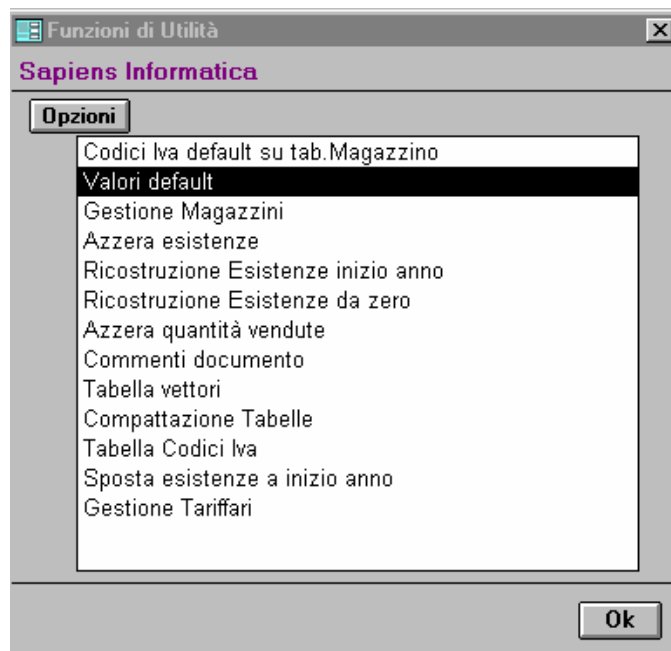 Funzioni di Utilità
Sapiens Informatica
Opzioni
Codici Iva default su tab.Magazzino
Valori default
Gestione Magazzini
Azzera esistenze
Ricostruzione Esistenze inizio anno
Ricostruzione Esistenze da zero
Azzera quantità vendute
Commenti documento
Tabella vettori
Compattazione Tabelle
Tabella Codici Iva
Sposta esistenze a inizio anno
Gestione Tariffari
Ok